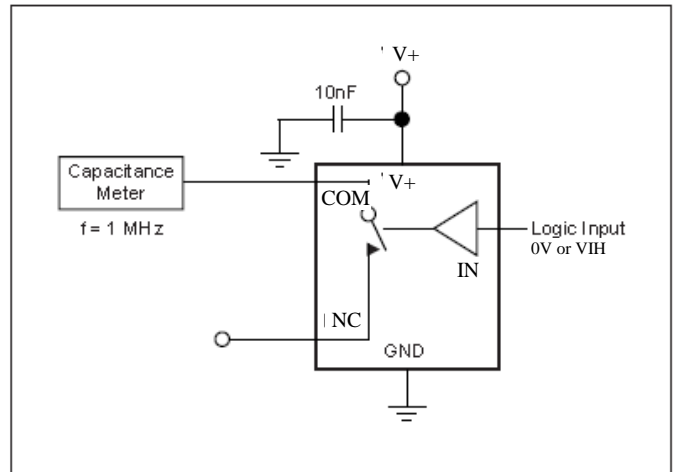 ' V+
10nF
Capacitance
Meter
f = 1 MHz
' V+
COM
Logic Input
0V or VIH
IN
NC
GND